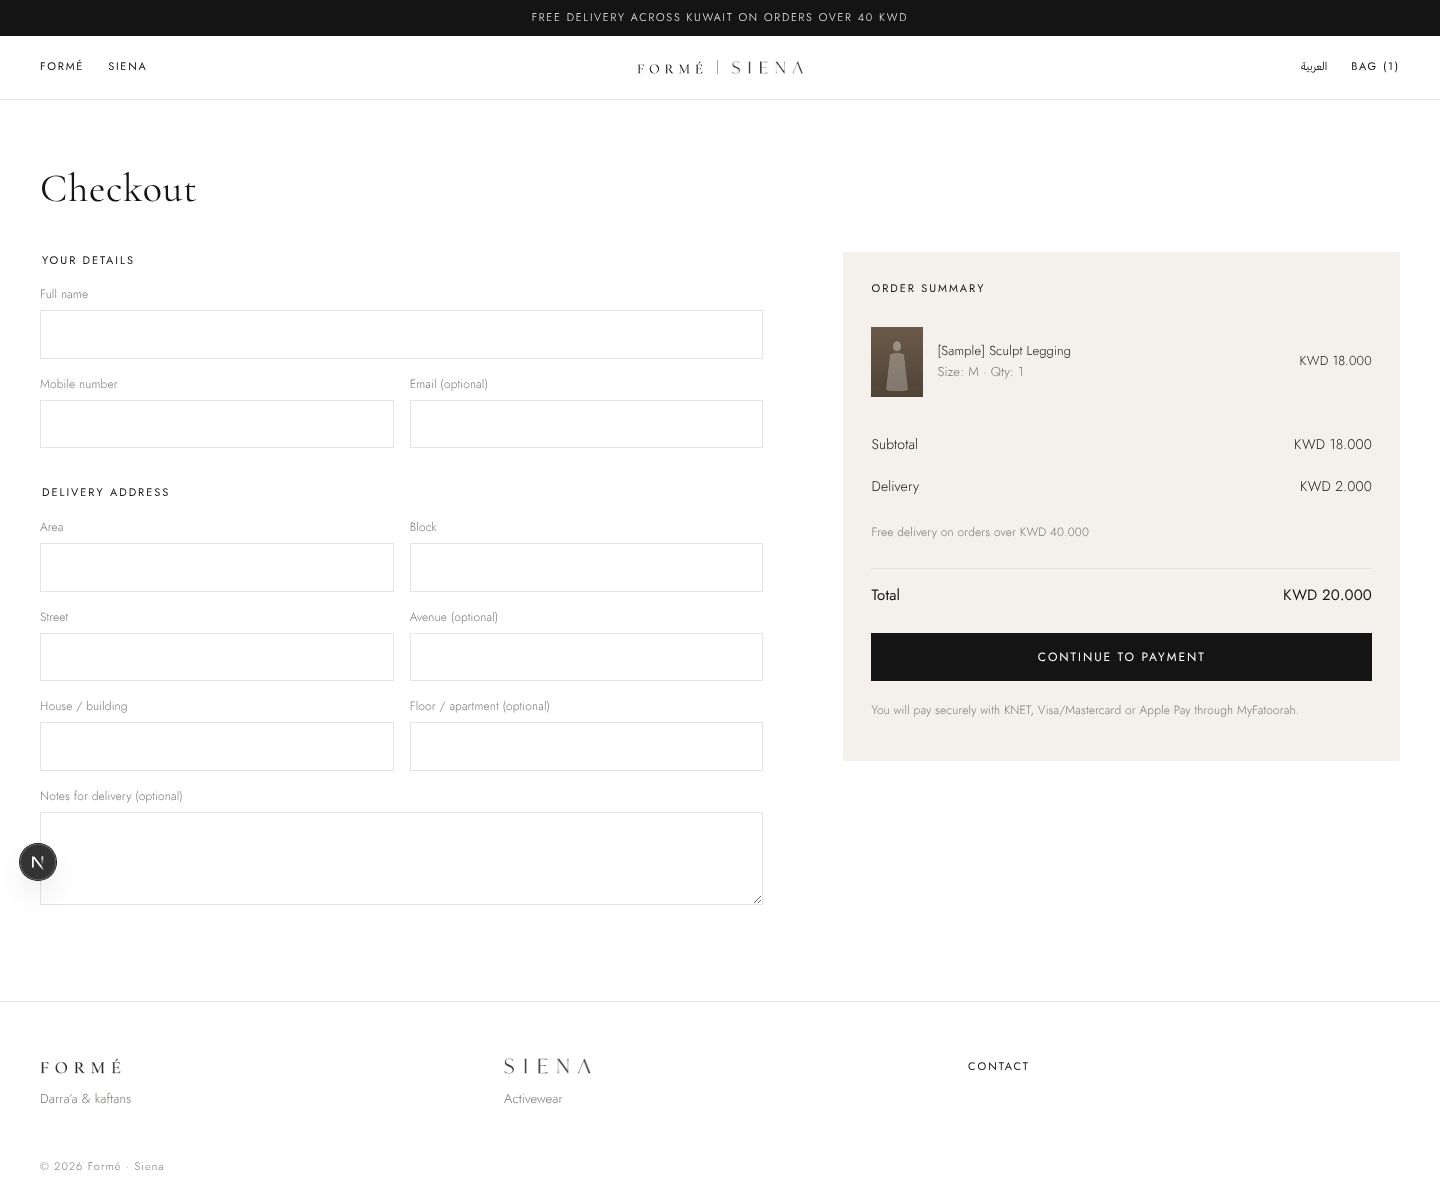 FREE DELIVERY ACROSS KUWAIT ON ORDERS OVER 40 KWD
FORMÉ SIENA FORMÉ | SIENA العربية BAG (1)
Checkout
YOUR DETAILS
Full name
Mobile number Email (optional)
DELIVERY ADDRESS
Area Block
Street Avenue (optional)
House / building Floor / apartment (optional)
Notes for delivery (optional)
N
ORDER SUMMARY
[Sample] Sculpt Legging KWD 18.000
Size: M · Qty: 1
Subtotal KWD 18.000
Delivery KWD 2.000
Free delivery on orders over KWD 40.000
Total KWD 20.000
CONTINUE TO PAYMENT
You will pay securely with KNET, Visa/Mastercard or Apple Pay through MyFatoorah.
FORMÉ SIENA CONTACT
Darra'a & kaftans Activewear
© 2026 Formé · Siena